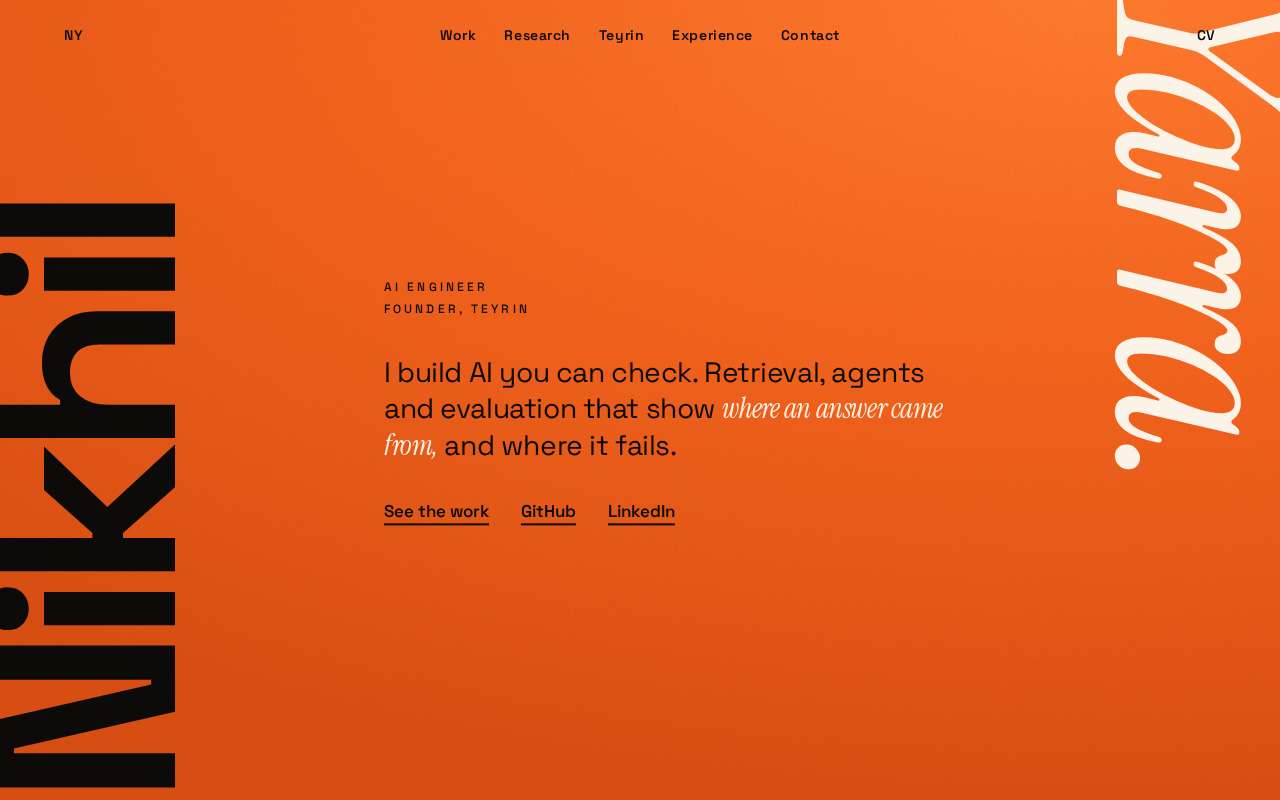 NY
Work Research Teyrin Experience Contact
CV
Nikhil
Yarra.
AI ENGINEER
FOUNDER, TEYRIN
I build AI you can check. Retrieval, agents
and evaluation that show where an answer came
from, and where it fails.
See the work GitHub LinkedIn